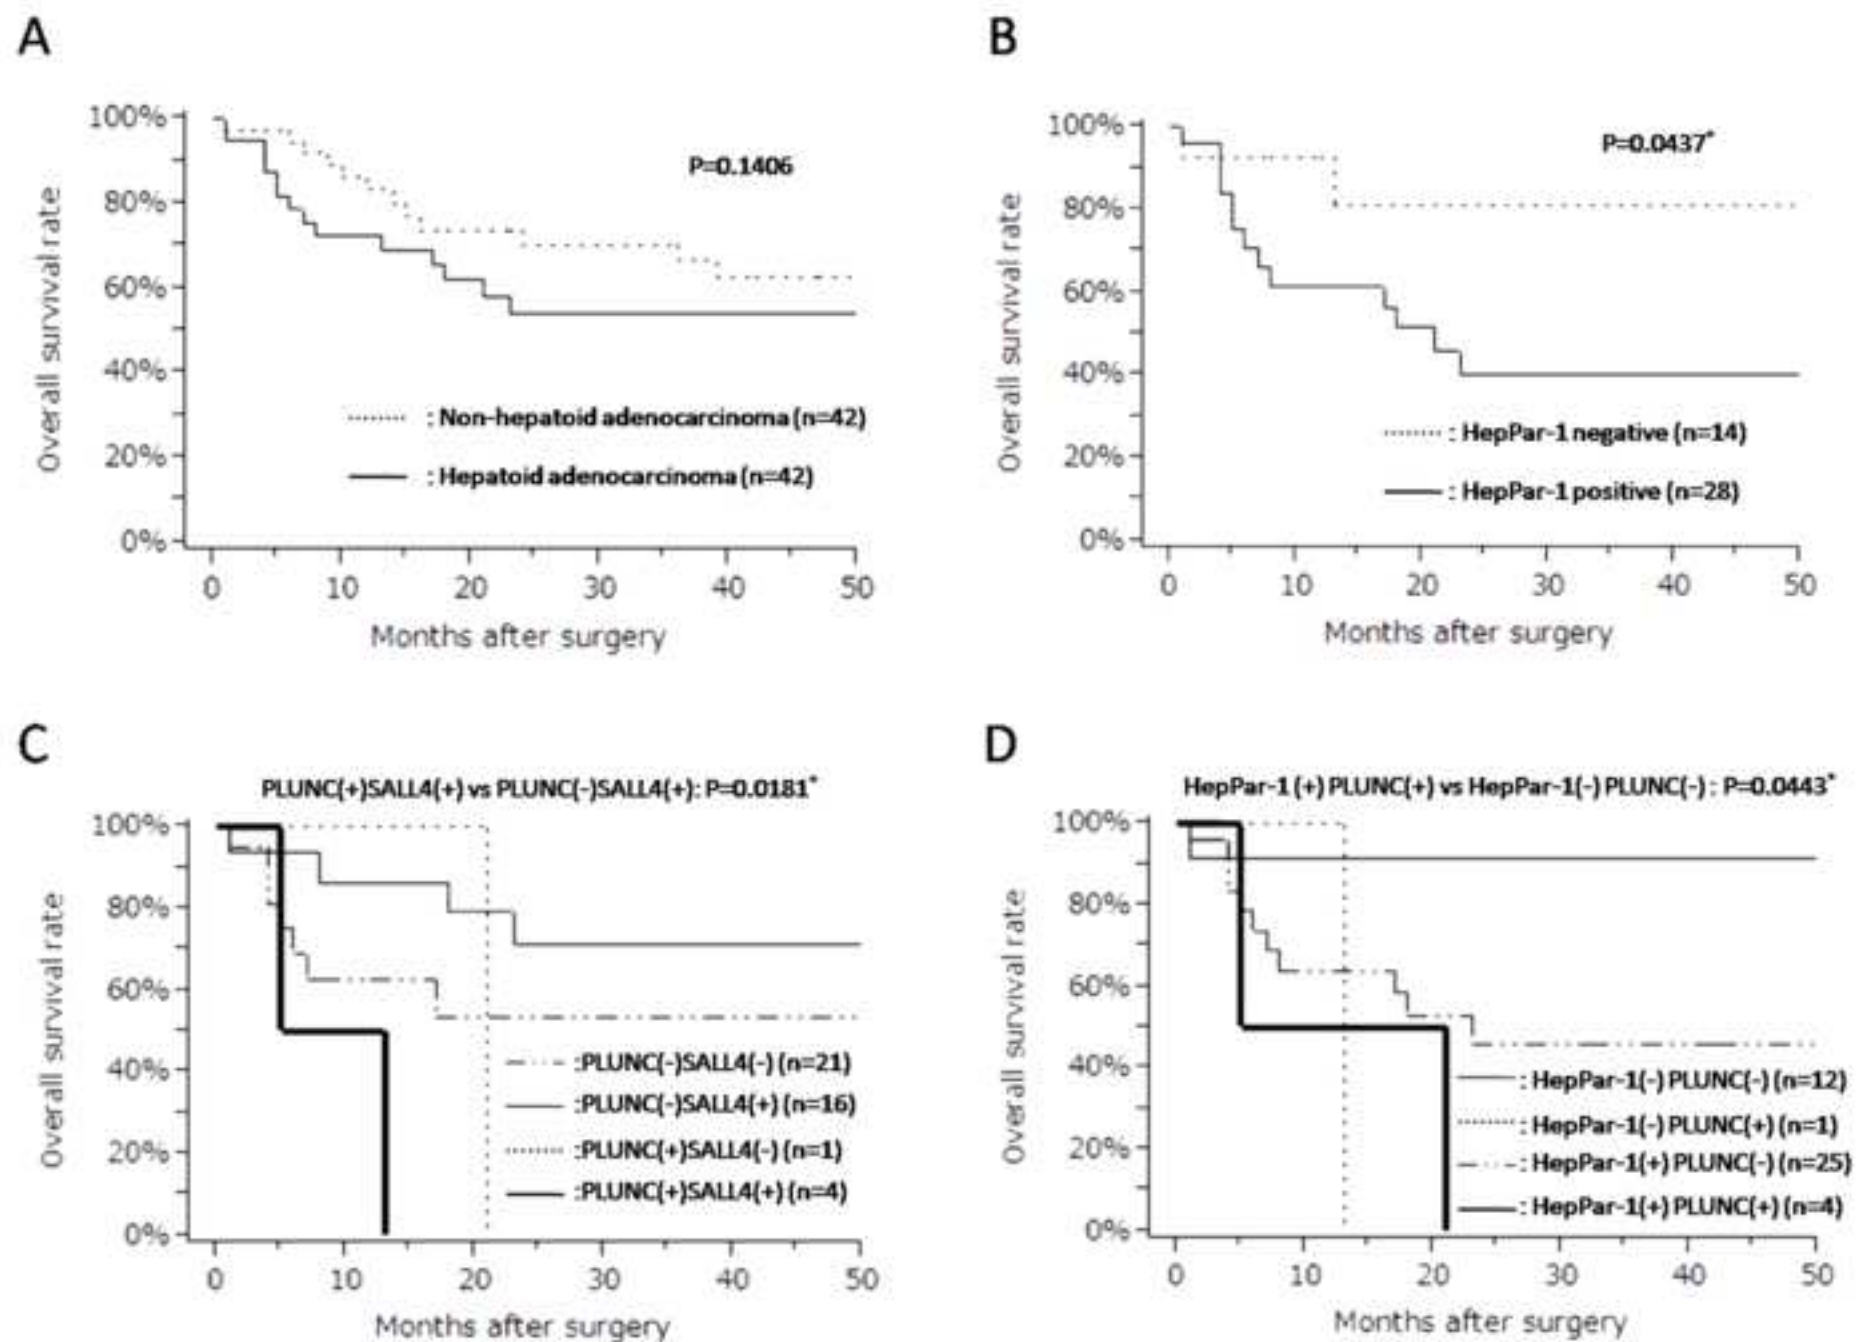 A
100%
80%
60%
40%
20%
0%
Overall survival rate
P=0.1406
: Non-hepatoid adenocarcinoma (n=42)
: Hepatoid adenocarcinoma (n=42)
0 10 20 30 40 50
Months after surgery
B
100%
80%
60%
40%
20%
0%
Overall survival rate
P=0.0437*
: HepPar-1 negative (n=14)
: HepPar-1 positive (n=28)
0 10 20 30 40 50
Months after surgery
C
PLUNC(+)SALL4(+) vs PLUNC(-)SALL4(+): P=0.0181*
100%
80%
60%
40%
20%
0%
Overall survival rate
:PLUNC(-)SALL4(-) (n=21)
:PLUNC(-)SALL4(+) (n=16)
:PLUNC(+)SALL4(-) (n=1)
:PLUNC(+)SALL4(+) (n=4)
0 10 20 30 40 50
Months after surgery
D
HepPar-1 (+) PLUNC(+) vs HepPar-1(-) PLUNC(-) : P=0.0443*
100%
80%
60%
40%
20%
0%
Overall survival rate
: HepPar-1(-) PLUNC(-) (n=12)
: HepPar-1(-) PLUNC(+) (n=1)
: HepPar-1(+) PLUNC(-) (n=25)
: HepPar-1(+) PLUNC(+) (n=4)
0 10 20 30 40 50
Months after surgery